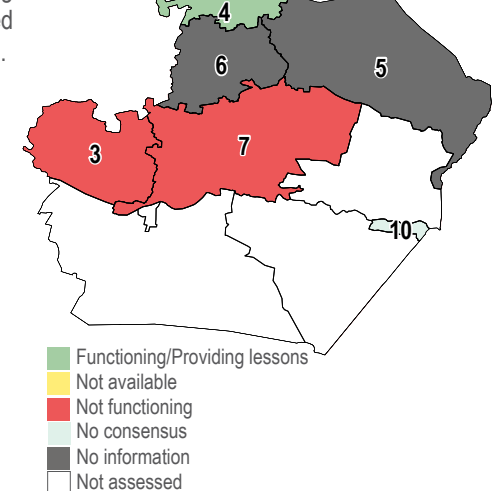 ed
.
4
6
5
3
7
10
Functioning/Providing lessons
Not available
Not functioning
No consensus
No information
Not assessed